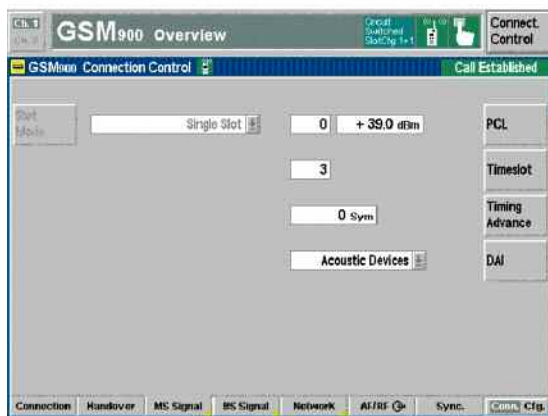 Ch. 1
Ch. 2
GSM900 Overview
Circuit
Switched
SlotCfg 1+1
Connect.
Control
GSM900 Connection Control
Call Established
Slot
Mode
Single Slot
0
+ 39.0 dBm
PCL
3
Timeslot
0 Sym
Timing
Advance
Acoustic Devices
DAI
Connection
Handover
MS Signal
BS Signal
Network
AF/RF
Sync.
Conn. Cfg.